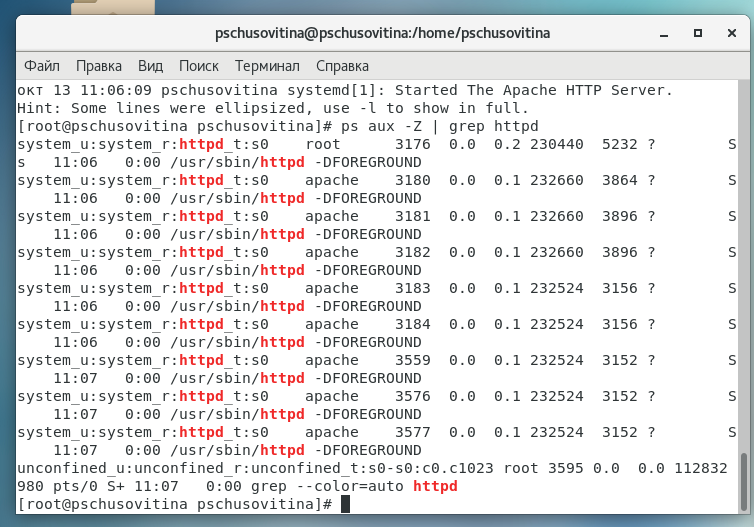 pschusovitina@pschusovitina:/home/pschusovitina
Файл Правка Вид Поиск Терминал Справка
окт 13 11:06:09 pschusovitina systemd[1]: Started The Apache HTTP Server.
Hint: Some lines were ellipsized, use -l to show in full.
[root@pschusovitina pschusovitina]# ps aux -Z | grep httpd
system_u:system_r:httpd_t:s0    root      3176  0.0  0.2 230440  5232 ?        S
s   11:06   0:00 /usr/sbin/httpd -DFOREGROUND
system_u:system_r:httpd_t:s0    apache    3180  0.0  0.1 232660  3864 ?        S
    11:06   0:00 /usr/sbin/httpd -DFOREGROUND
system_u:system_r:httpd_t:s0    apache    3181  0.0  0.1 232660  3896 ?        S
    11:06   0:00 /usr/sbin/httpd -DFOREGROUND
system_u:system_r:httpd_t:s0    apache    3182  0.0  0.1 232660  3896 ?        S
    11:06   0:00 /usr/sbin/httpd -DFOREGROUND
system_u:system_r:httpd_t:s0    apache    3183  0.0  0.1 232524  3156 ?        S
    11:06   0:00 /usr/sbin/httpd -DFOREGROUND
system_u:system_r:httpd_t:s0    apache    3184  0.0  0.1 232524  3156 ?        S
    11:06   0:00 /usr/sbin/httpd -DFOREGROUND
system_u:system_r:httpd_t:s0    apache    3559  0.0  0.1 232524  3152 ?        S
    11:07   0:00 /usr/sbin/httpd -DFOREGROUND
system_u:system_r:httpd_t:s0    apache    3576  0.0  0.1 232524  3152 ?        S
    11:07   0:00 /usr/sbin/httpd -DFOREGROUND
system_u:system_r:httpd_t:s0    apache    3577  0.0  0.1 232524  3152 ?        S
    11:07   0:00 /usr/sbin/httpd -DFOREGROUND
unconfined_u:unconfined_r:unconfined_t:s0-s0:c0.c1023 root 3595 0.0  0.0 112832
980 pts/0 S+ 11:07   0:00 grep --color=auto httpd
[root@pschusovitina pschusovitina]#